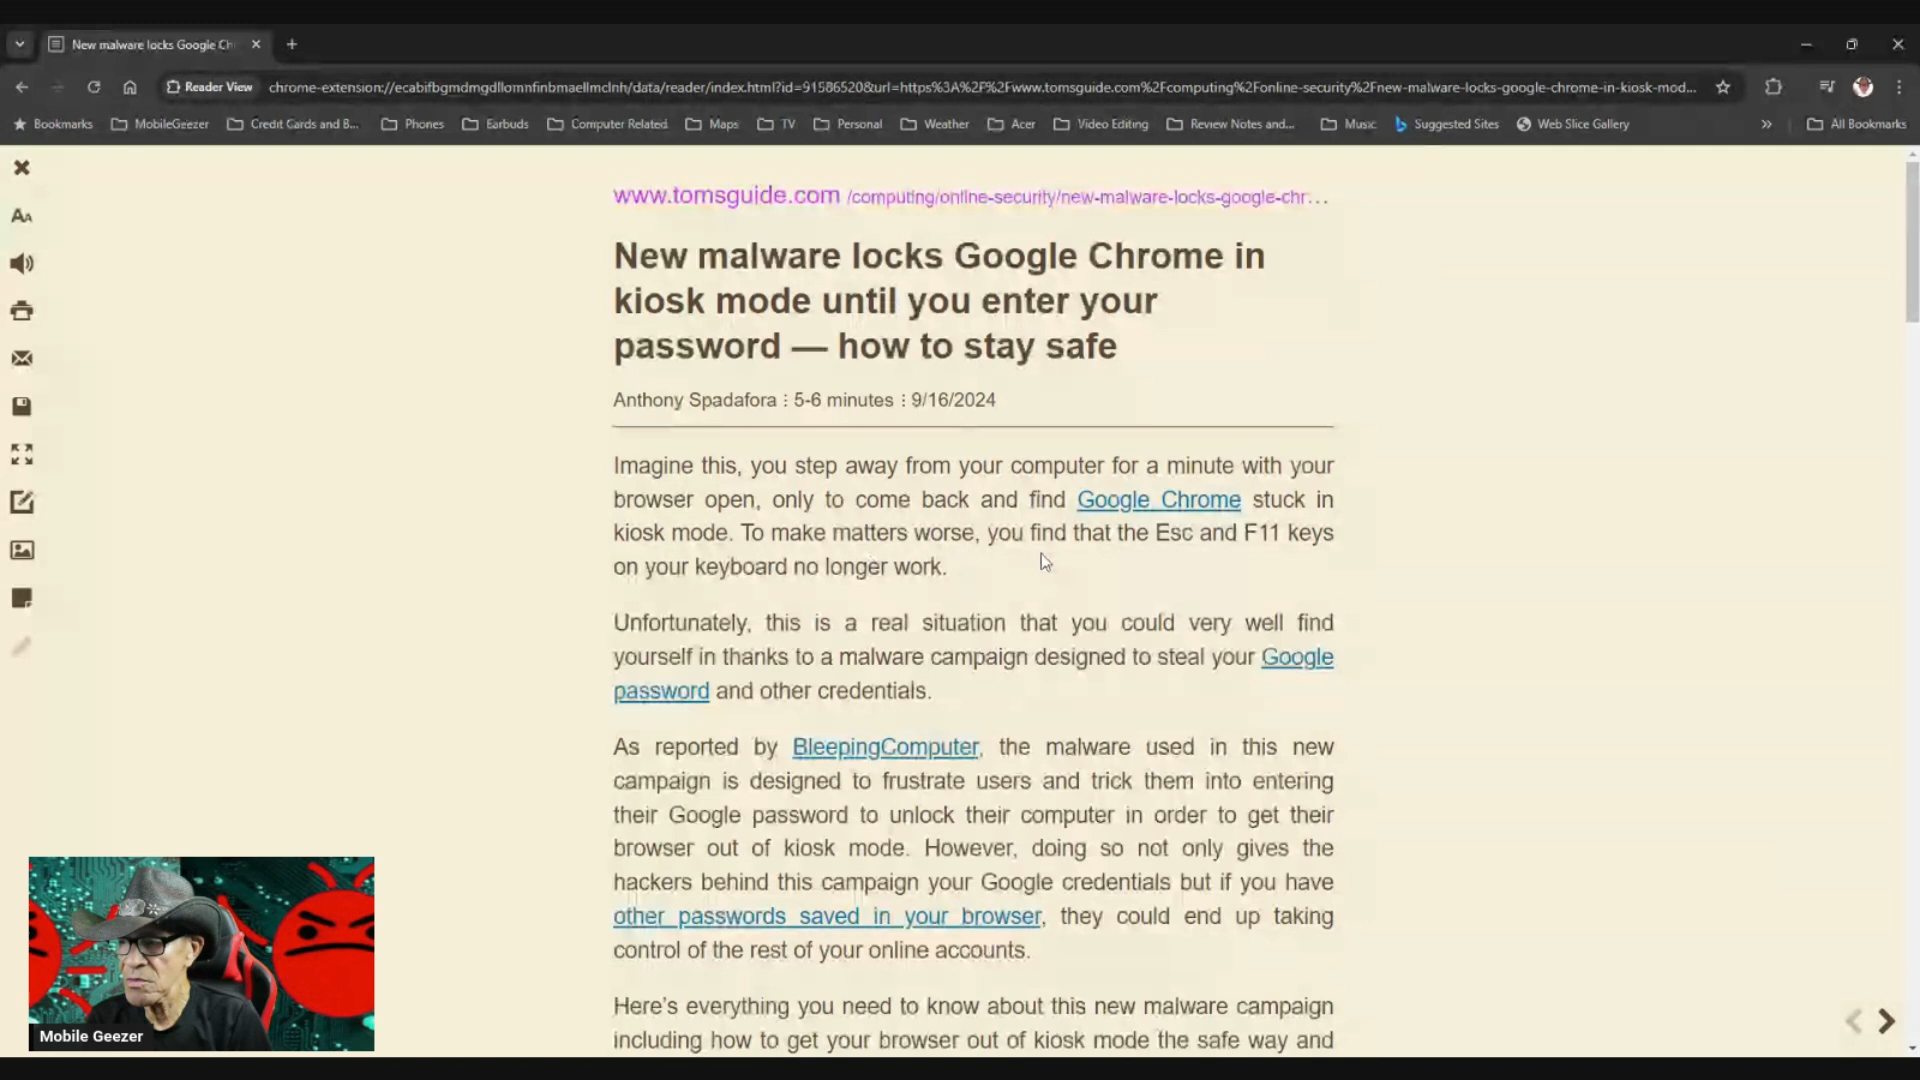 New malware locks Google Ch
Reader View
chrome-extension://ecabifbgmdmgdllomnfinbmaellmclnh/data/reader/index.html?id=91586520&url=https%3A%2F%2Fwww.tomsguide.com%2Fcomputing%2Fonline-security%2Fnew-malware-locks-google-chrome-in-kiosk-mod...
Bookmarks MobileGeezer Credit Cards and B... Phones Earbuds Computer Related Maps TV Personal Weather Acer Video Editing Review Notes and... Music Suggested Sites Web Slice Gallery » All Bookmarks
www.tomsguide.com /computing/online-security/new-malware-locks-google-chr...
New malware locks Google Chrome in
kiosk mode until you enter your
password — how to stay safe
Anthony Spadafora ⋮ 5-6 minutes ⋮ 9/16/2024
Imagine this, you step away from your computer for a minute with your
browser open, only to come back and find Google Chrome stuck in
kiosk mode. To make matters worse, you find that the Esc and F11 keys
on your keyboard no longer work.
Unfortunately, this is a real situation that you could very well find
yourself in thanks to a malware campaign designed to steal your Google
password and other credentials.
As reported by BleepingComputer, the malware used in this new
campaign is designed to frustrate users and trick them into entering
their Google password to unlock their computer in order to get their
browser out of kiosk mode. However, doing so not only gives the
hackers behind this campaign your Google credentials but if you have
other passwords saved in your browser, they could end up taking
control of the rest of your online accounts.
Here's everything you need to know about this new malware campaign
including how to get your browser out of kiosk mode the safe way and
Mobile Geezer